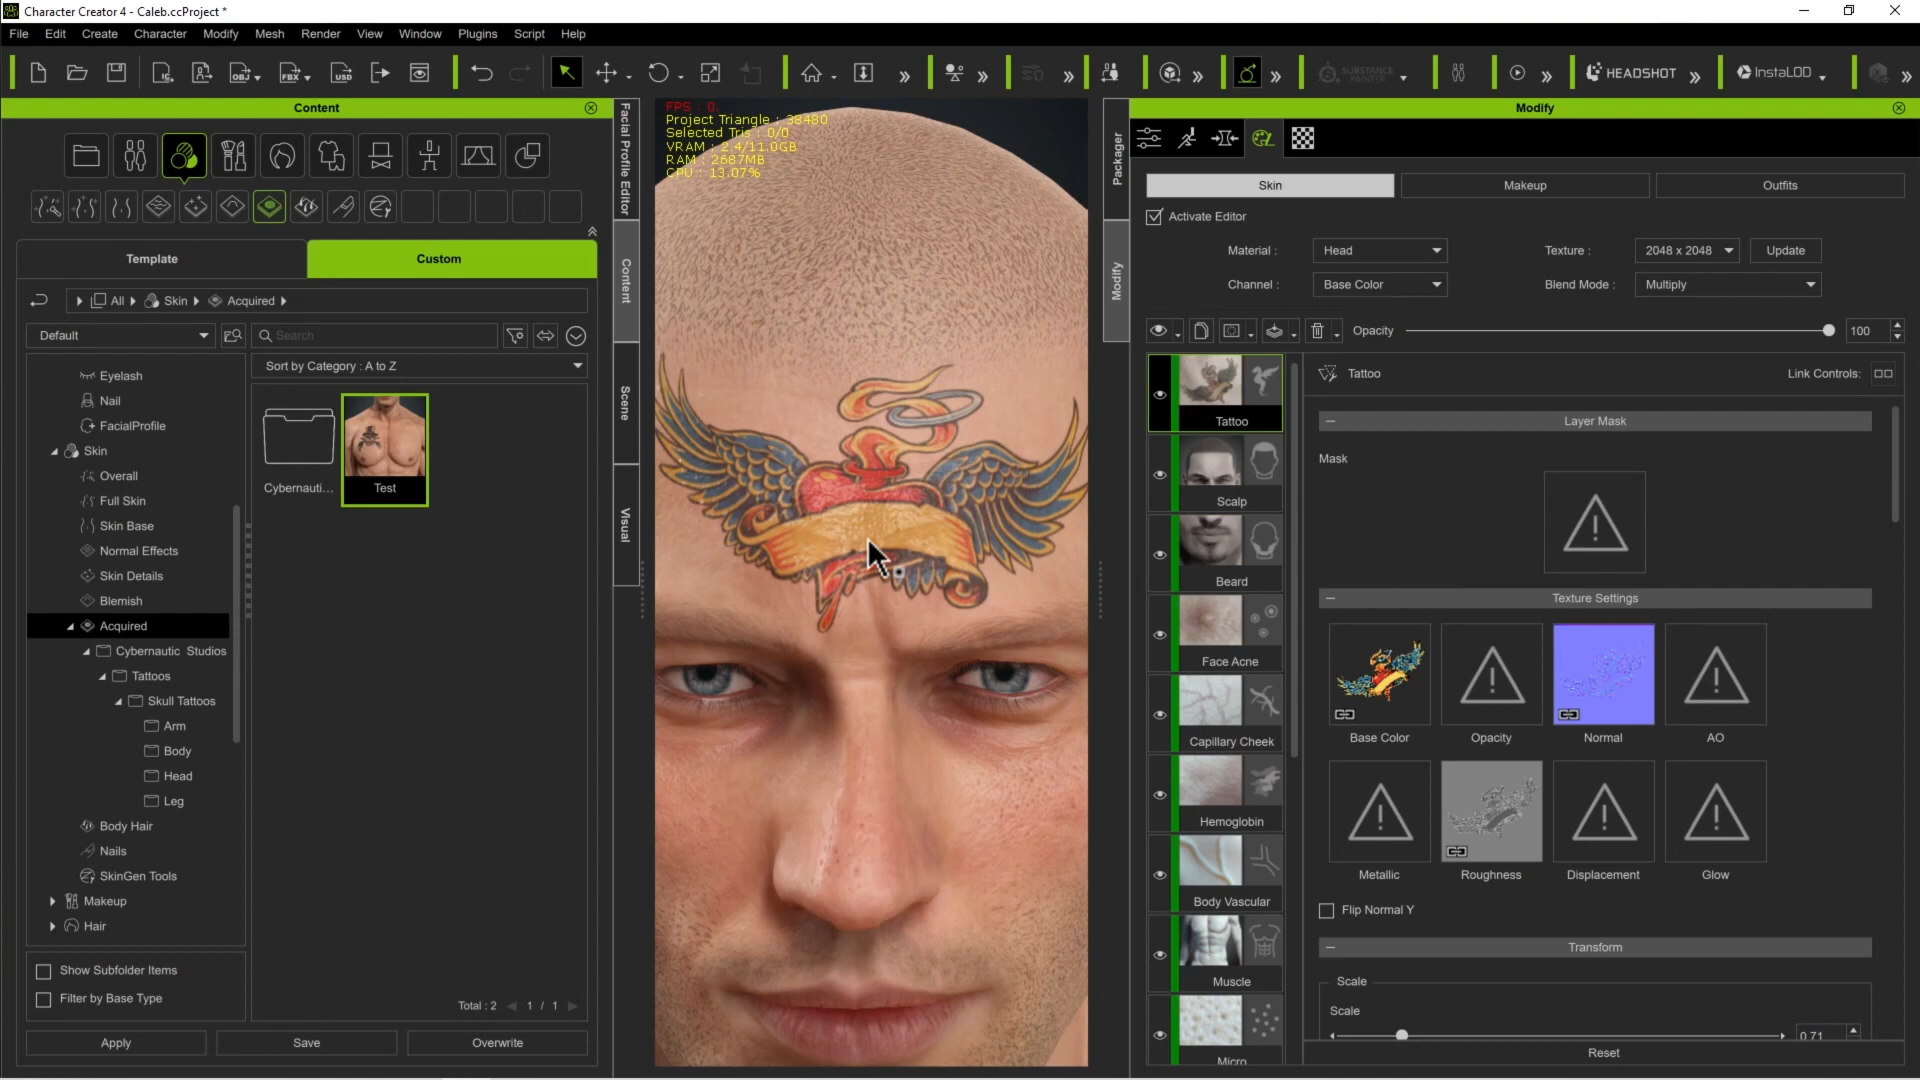 Character Creator 4 - Caleb.ccProject *
File Edit Create Character Modify Mesh Render View Window Plugins Script Help
HEADSHOT
InstaLOD
SUBSTANCE PAINTER
Content
Template
Custom
All Skin Acquired
Default
Search
Sort by Category : A to Z
Eyelash
Nail
FacialProfile
Skin
Overall
Full Skin
Skin Base
Normal Effects
Skin Details
Blemish
Acquired
Cybernautic Studios
Tattoos
Skull Tattoos
Arm
Body
Head
Leg
Body Hair
Nails
SkinGen Tools
Makeup
Hair
Cybernauti...
Test
Show Subfolder Items
Filter by Base Type
Total : 2
1 / 1
Apply
Save
Overwrite
Facial Profile Editor
Content
Scene
Visual
FPS : 0.
Project Triangle : 38480
Selected Tris : 0/0
VRAM : 2.4/11.0GB
RAM : 2687MB
CPU : 13.07%
Packager
Modify
Modify
Skin
Makeup
Outfits
Activate Editor
Material : Head
Texture : 2048 x 2048
Update
Channel : Base Color
Blend Mode : Multiply
Opacity
100
Tattoo
Scalp
Beard
Face Acne
Capillary Cheek
Hemoglobin
Body Vascular
Muscle
Micro
Tattoo
Link Controls:
Layer Mask
Mask
Texture Settings
Base Color
Opacity
Normal
AO
Metallic
Roughness
Displacement
Glow
Flip Normal Y
Transform
Scale
Scale
0.71
Reset